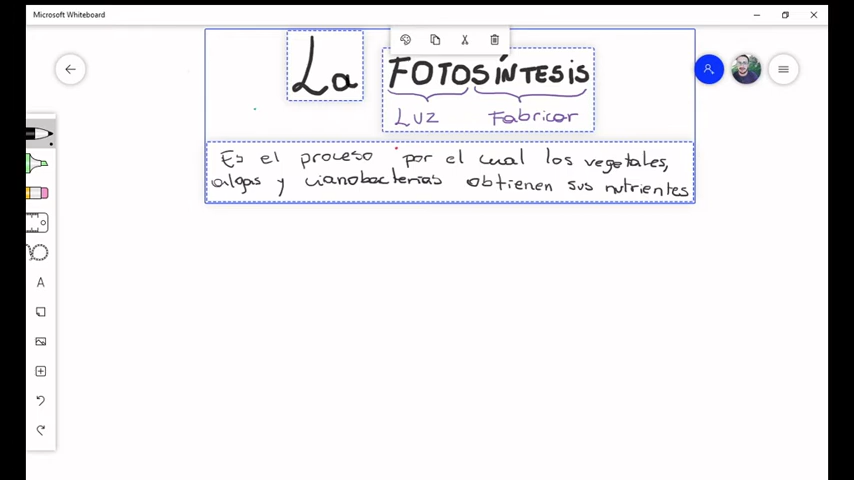 Microsoft Whiteboard
La FOTOSÍNTESIS
LUZ Fabricar
Es el proceso por el cual los vegetales,
algas y cianobacterias obtienen sus nutrientes
A